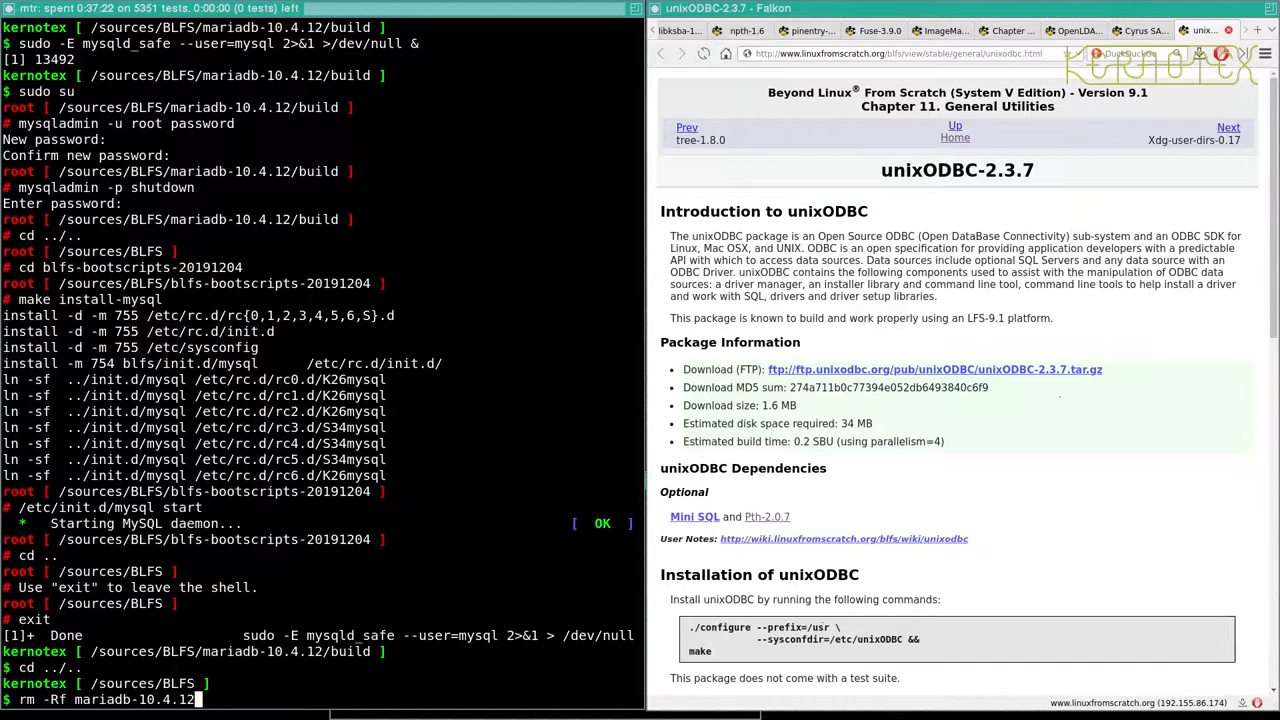 mtr: spent 0:37:22 up on 5351 tests. 0:00:00 (0 tests) left
kernotex [ /sources/BLFS/mariadb-10.4.12/build ]
$ sudo -E mysqld_safe --user=mysql 2>&1 >/dev/null &
[1] 13492
kernotex [ /sources/BLFS/mariadb-10.4.12/build ]
$ sudo su
root [ /sources/BLFS/mariadb-10.4.12/build ]
# mysqladmin -u root password
New password:
Confirm new password:
root [ /sources/BLFS/mariadb-10.4.12/build ]
# mysqladmin -p shutdown
Enter password:
root [ /sources/BLFS/mariadb-10.4.12/build ]
# cd ../..
root [ /sources/BLFS ]
# cd blfs-bootscripts-20191204
root [ /sources/BLFS/blfs-bootscripts-20191204 ]
# make install-mysql
install -d -m 755 /etc/rc.d/rc{0,1,2,3,4,5,6,S}.d
install -d -m 755 /etc/rc.d/init.d
install -d -m 755 /etc/sysconfig
install -m 754 blfs/init.d/mysql       /etc/rc.d/init.d/
ln -sf  ../init.d/mysql /etc/rc.d/rc0.d/K26mysql
ln -sf  ../init.d/mysql /etc/rc.d/rc1.d/K26mysql
ln -sf  ../init.d/mysql /etc/rc.d/rc2.d/K26mysql
ln -sf  ../init.d/mysql /etc/rc.d/rc3.d/S34mysql
ln -sf  ../init.d/mysql /etc/rc.d/rc4.d/S34mysql
ln -sf  ../init.d/mysql /etc/rc.d/rc5.d/S34mysql
ln -sf  ../init.d/mysql /etc/rc.d/rc6.d/K26mysql
root [ /sources/BLFS/blfs-bootscripts-20191204 ]
# /etc/init.d/mysql start
*   Starting MySQL daemon...                                         [  OK  ]
root [ /sources/BLFS/blfs-bootscripts-20191204 ]
# cd ..
root [ /sources/BLFS ]
# Use "exit" to leave the shell.
root [ /sources/BLFS ]
# exit
[1]+  Done                    sudo -E mysqld_safe --user=mysql 2>&1 > /dev/null
kernotex [ /sources/BLFS/mariadb-10.4.12/build ]
$ cd ../..
kernotex [ /sources/BLFS ]
$ rm -Rf mariadb-10.4.12
unixODBC-2.3.7 - Falkon
libksba-1... npth-1.6 pinentry-... Fuse-3.9.0 ImageMa... Chapter ... OpenLDA... Cyrus SA... unix...
http://www.linuxfromscratch.org/blfs/view/stable/general/unixodbc.html DuckDuckGo
KERNOTEX
Beyond Linux® From Scratch (System V Edition) - Version 9.1
Chapter 11. General Utilities
Prev Up Next
tree-1.8.0 Home Xdg-user-dirs-0.17
unixODBC-2.3.7
Introduction to unixODBC
The unixODBC package is an Open Source ODBC (Open DataBase Connectivity) sub-system and an ODBC SDK for
Linux, Mac OSX, and UNIX. ODBC is an open specification for providing application developers with a predictable
API with which to access data sources. Data sources include optional SQL Servers and any data source with an
ODBC Driver. unixODBC contains the following components used to assist with the manipulation of ODBC data
sources: a driver manager, an installer library and command line tool, command line tools to help install a driver
and work with SQL, drivers and driver setup libraries.
This package is known to build and work properly using an LFS-9.1 platform.
Package Information
• Download (FTP): ftp://ftp.unixodbc.org/pub/unixODBC/unixODBC-2.3.7.tar.gz
• Download MD5 sum: 274a711b0c77394e052db6493840c6f9
• Download size: 1.6 MB
• Estimated disk space required: 34 MB
• Estimated build time: 0.2 SBU (using parallelism=4)
unixODBC Dependencies
Optional
Mini SQL and Pth-2.0.7
User Notes: http://wiki.linuxfromscratch.org/blfs/wiki/unixodbc
Installation of unixODBC
Install unixODBC by running the following commands:
./configure --prefix=/usr \
--sysconfdir=/etc/unixODBC &&
make
This package does not come with a test suite.
www.linuxfromscratch.org (192.155.86.174)